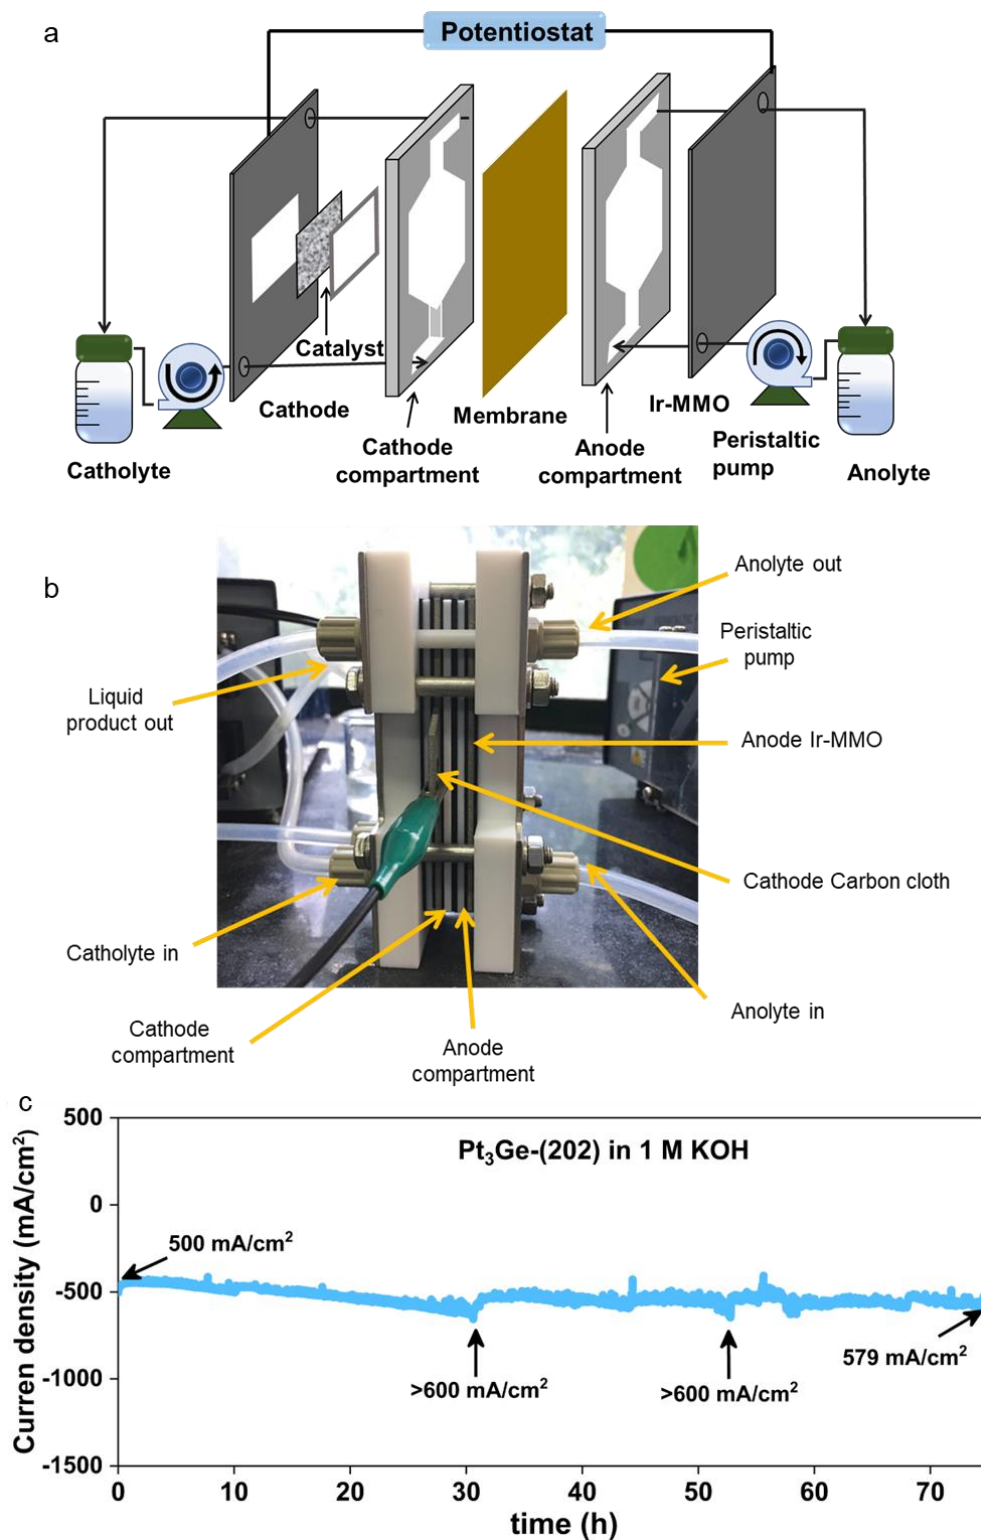 a
Potentiostat
Catalyst
Cathode
Membrane
Ir-MMO
Catholyte
Cathode
compartment
Anode
compartment
Peristaltic
pump
Anolyte
b
Anolyte out
Peristaltic
pump
Liquid
product out
Anode Ir-MMO
Cathode Carbon cloth
Catholyte in
Anolyte in
Cathode
compartment
Anode
compartment
c
Curren density (mA/cm²)
500
0
-500
-1000
-1500
Pt₃Ge-(202) in 1 M KOH
500 mA/cm²
>600 mA/cm²
>600 mA/cm²
579 mA/cm²
0 10 20 30 40 50 60 70
time (h)